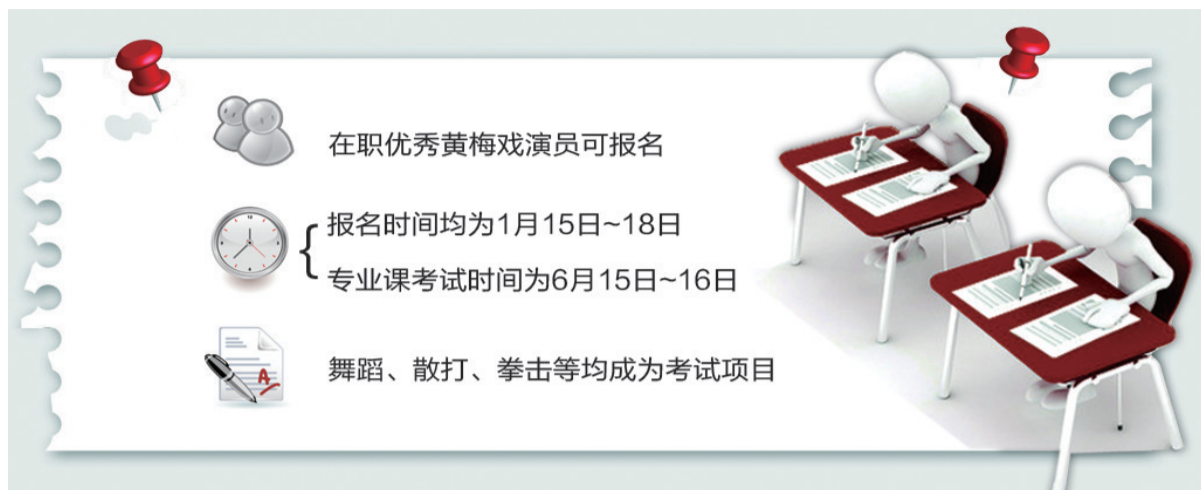 在职优秀黄梅戏演员可报名
报名时间均为1月15日~18日
专业课考试时间为6月15日~16日
舞蹈、散打、拳击等均成为考试项目